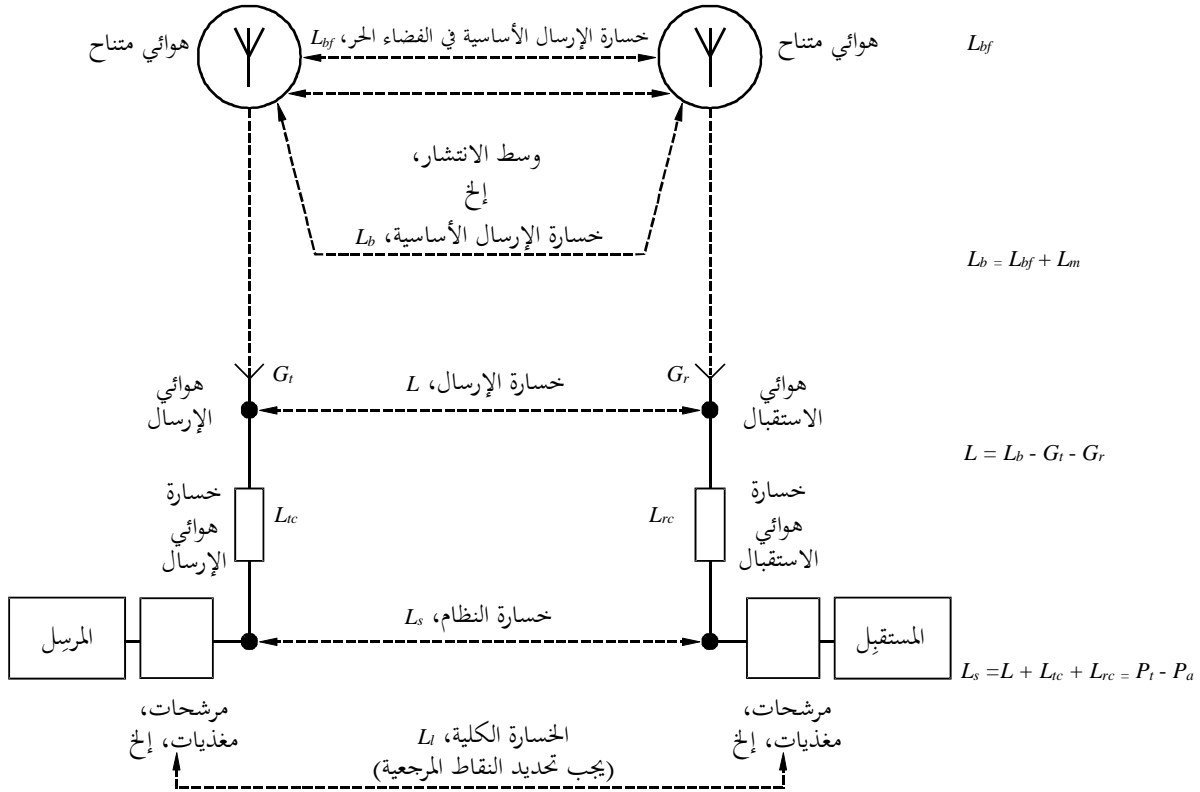 هوائي متناح
خسارة الإرسال الأساسية في الفضاء الحر، Lbf
هوائي متناح
Lbf
وسط الانتشار،
إلخ
خسارة الإرسال الأساسية، Lb
Lb = Lbf + Lm
Gt
Gr
هوائي
الإرسال
خسارة الإرسال، L
هوائي
الاستقبال
L = Lb - Gt - Gr
خسارة
هوائي
الإرسال
Ltc
Lrc
خسارة
هوائي
الاستقبال
المرسِل
خسارة النظام، Ls
المستقبِل
Ls =L + Ltc + Lrc = Pt - Pa
مرشحات،
مغذيات، إلخ
الخسارة الكلية، Ll
(يجب تحديد النقاط المرجعية)
مرشحات،
مغذيات، إلخ